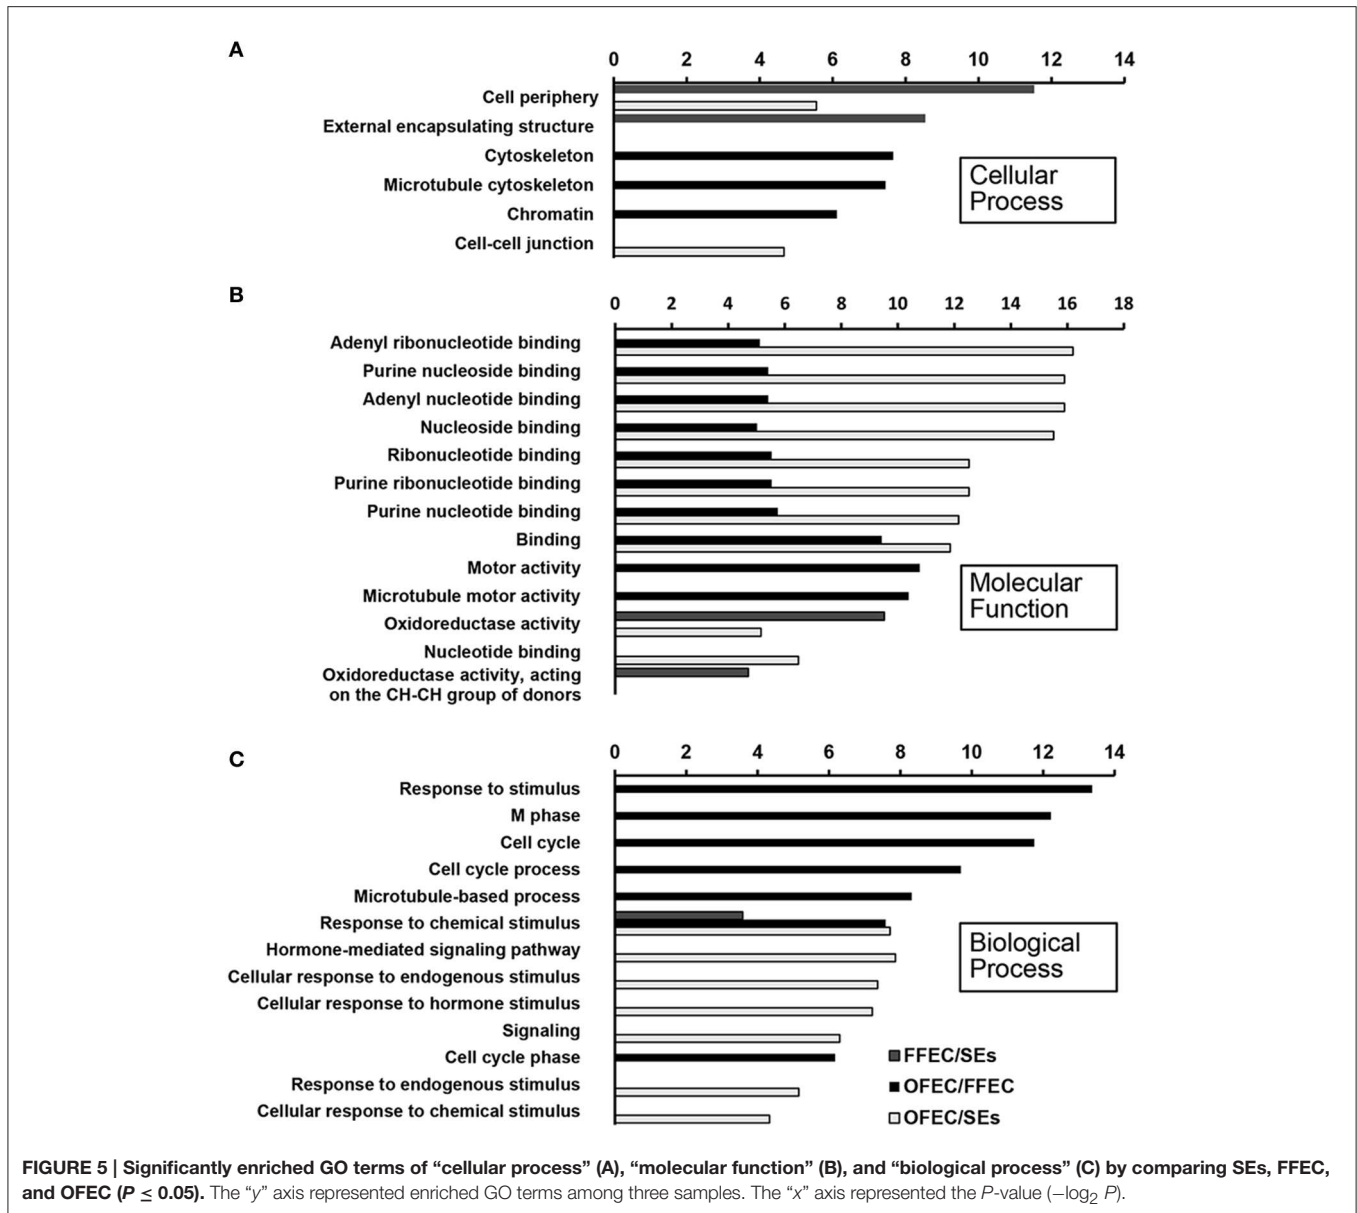 A
0 2 4 6 8 10 12 14
Cell periphery
External encapsulating structure
Cytoskeleton
Microtubule cytoskeleton
Chromatin
Cell-cell junction
Cellular
Process
B
0 2 4 6 8 10 12 14 16 18
Adenyl ribonucleotide binding
Purine nucleoside binding
Adenyl nucleotide binding
Nucleoside binding
Ribonucleotide binding
Purine ribonucleotide binding
Purine nucleotide binding
Binding
Motor activity
Microtubule motor activity
Oxidoreductase activity
Nucleotide binding
Oxidoreductase activity, acting
on the CH-CH group of donors
Molecular
Function
C
0 2 4 6 8 10 12 14
Response to stimulus
M phase
Cell cycle
Cell cycle process
Microtubule-based process
Response to chemical stimulus
Hormone-mediated signaling pathway
Cellular response to endogenous stimulus
Cellular response to hormone stimulus
Signaling
Cell cycle phase
Response to endogenous stimulus
Cellular response to chemical stimulus
Biological
Process
FFEC/SEs
OFEC/FFEC
OFEC/SEs
FIGURE 5 | Significantly enriched GO terms of “cellular process” (A), “molecular function” (B), and “biological process” (C) by comparing SEs, FFEC,
and OFEC (P ≤ 0.05). The “y” axis represented enriched GO terms among three samples. The “x” axis represented the P-value (−log₂ P).